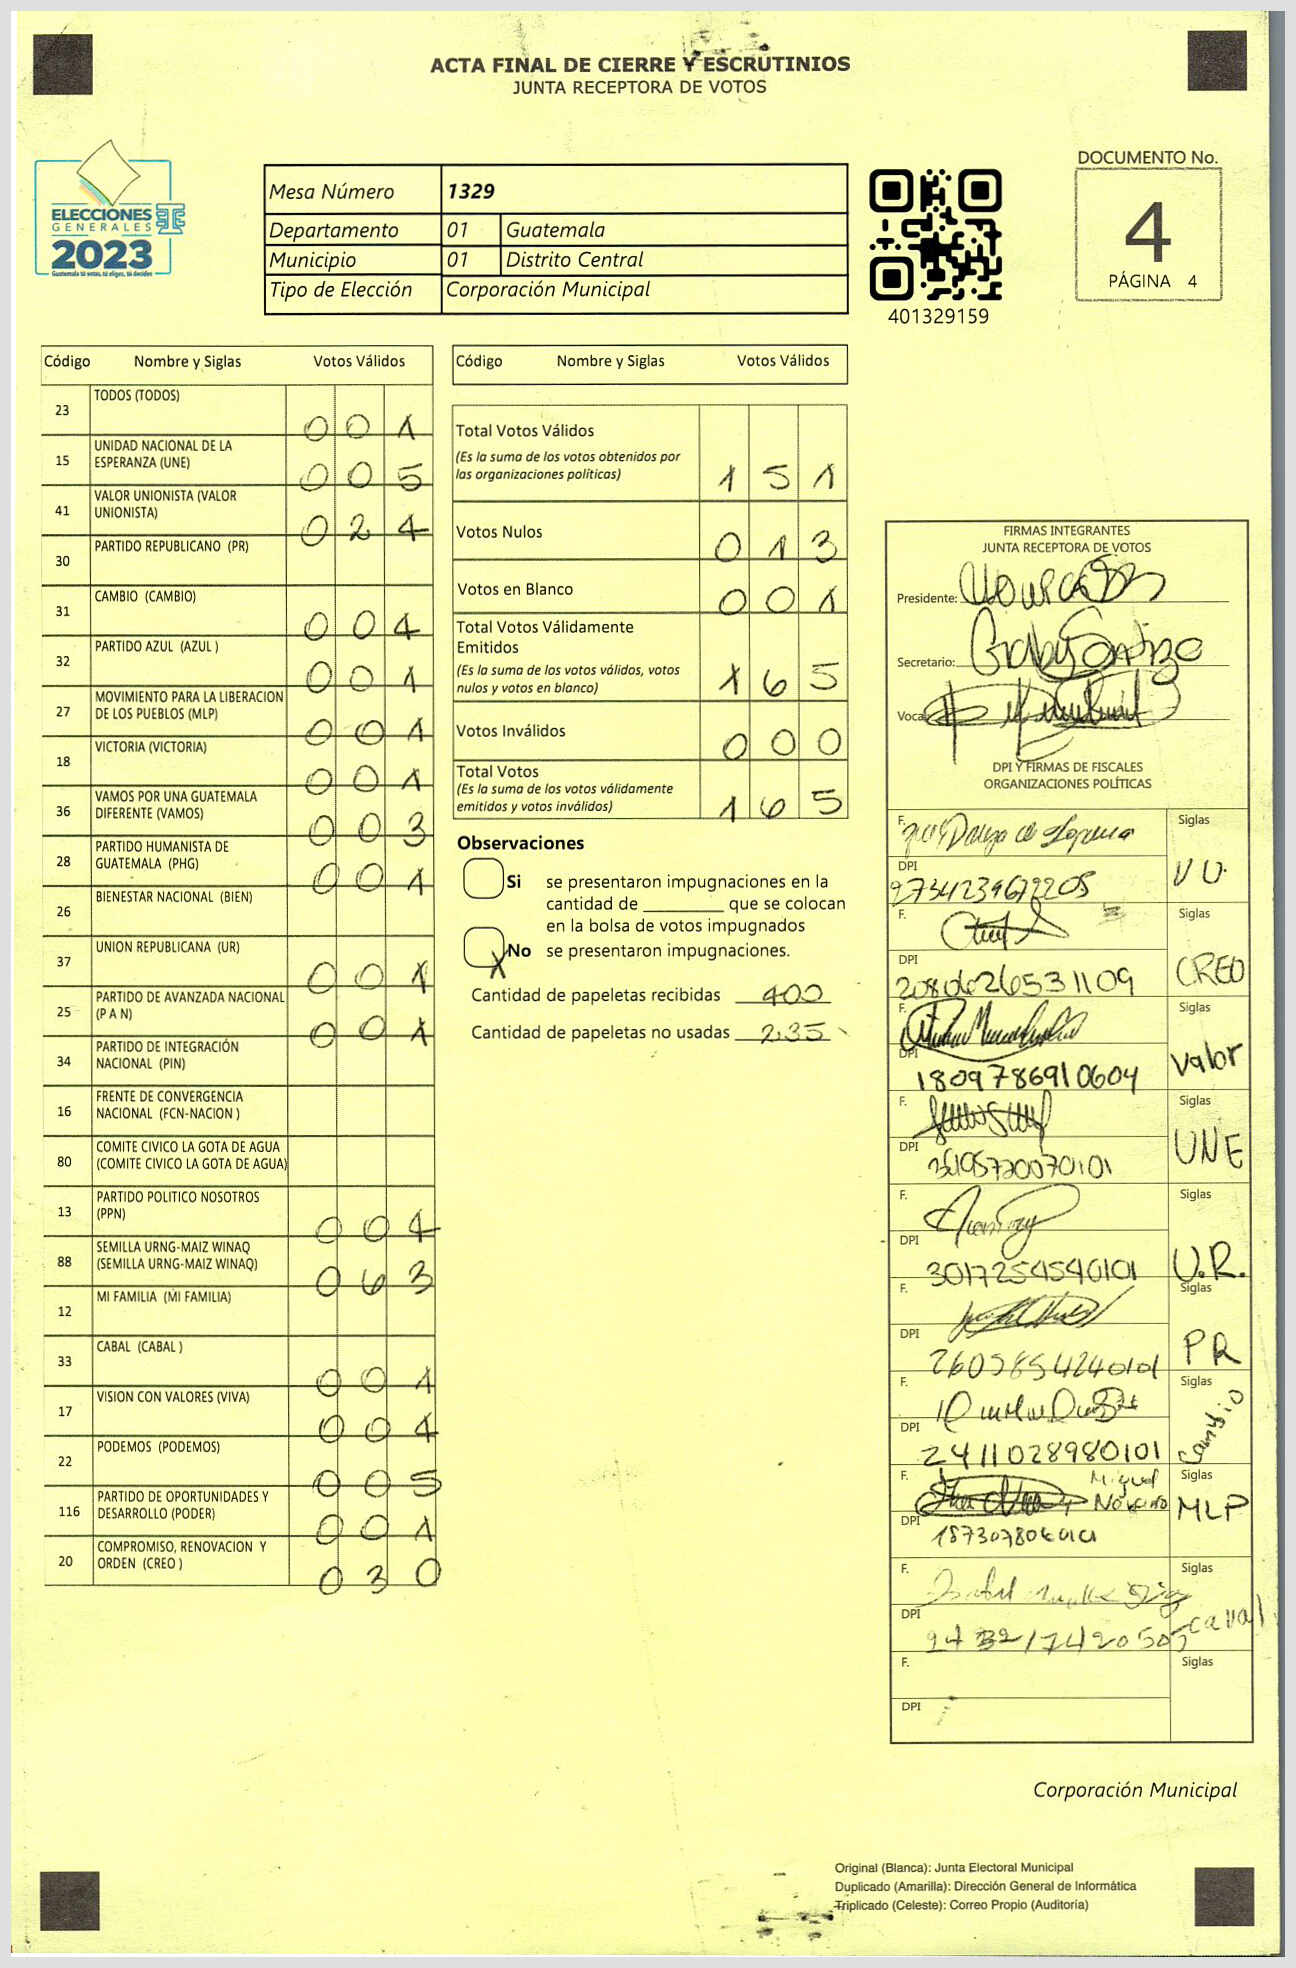 ACTA FINAL DE CIERRE Y ESCRUTINIOS
JUNTA RECEPTORA DE VOTOS
ELECCIONES
GENERALES
2023
Guatemala tú votas, tú eliges, tú decides
Mesa Número 1329
Departamento 01 Guatemala
Municipio 01 Distrito Central
Tipo de Elección Corporación Municipal
401329159
DOCUMENTO No.
4
PÁGINA 4
Código Nombre y Siglas Votos Válidos
23 TODOS (TODOS) 0 0 1
15 UNIDAD NACIONAL DE LA ESPERANZA (UNE) 0 0 5
41 VALOR UNIONISTA (VALOR UNIONISTA) 0 2 4
30 PARTIDO REPUBLICANO (PR)
31 CAMBIO (CAMBIO) 0 0 4
32 PARTIDO AZUL (AZUL ) 0 0 1
27 MOVIMIENTO PARA LA LIBERACION DE LOS PUEBLOS (MLP) 0 0 1
18 VICTORIA (VICTORIA) 0 0 1
36 VAMOS POR UNA GUATEMALA DIFERENTE (VAMOS) 0 0 3
28 PARTIDO HUMANISTA DE GUATEMALA (PHG) 0 0 1
26 BIENESTAR NACIONAL (BIEN)
37 UNION REPUBLICANA (UR) 0 0 1
25 PARTIDO DE AVANZADA NACIONAL (P A N) 0 0 1
34 PARTIDO DE INTEGRACIÓN NACIONAL (PIN)
16 FRENTE DE CONVERGENCIA NACIONAL (FCN-NACION )
80 COMITE CIVICO LA GOTA DE AGUA (COMITE CIVICO LA GOTA DE AGUA)
13 PARTIDO POLITICO NOSOTROS (PPN) 0 0 4
88 SEMILLA URNG-MAIZ WINAQ (SEMILLA URNG-MAIZ WINAQ) 0 6 3
12 MI FAMILIA (MI FAMILIA)
33 CABAL (CABAL ) 0 0 1
17 VISION CON VALORES (VIVA) 0 0 4
22 PODEMOS (PODEMOS) 0 0 5
116 PARTIDO DE OPORTUNIDADES Y DESARROLLO (PODER) 0 0 1
20 COMPROMISO, RENOVACION Y ORDEN (CREO ) 0 3 0
Código Nombre y Siglas Votos Válidos
Total Votos Válidos
(Es la suma de los votos obtenidos por
las organizaciones políticas) 1 5 1
Votos Nulos 0 1 3
Votos en Blanco 0 0 1
Total Votos Válidamente
Emitidos
(Es la suma de los votos válidos, votos
nulos y votos en blanco) 1 6 5
Votos Inválidos 0 0 0
Total Votos
(Es la suma de los votos válidamente
emitidos y votos inválidos) 1 6 5
Observaciones
Si se presentaron impugnaciones en la
cantidad de ________ que se colocan
en la bolsa de votos impugnados
X No se presentaron impugnaciones.
Cantidad de papeletas recibidas 400
Cantidad de papeletas no usadas 235
FIRMAS INTEGRANTES
JUNTA RECEPTORA DE VOTOS
Presidente:
Secretario:
Vocal
DPI Y FIRMAS DE FISCALES
ORGANIZACIONES POLÍTICAS
F. Siglas
DPI VU.
F. Siglas
DPI 2080626531109 CREO
F. Siglas
DPI 1809786910604 Valor
F. Siglas
DPI UNE
F. Siglas
DPI 3017254540101 U.R.
F. Siglas
DPI 2605854240101 PR
F. Siglas
DPI 2411028980101 Cambio
F. Miguel Siglas
DPI MLP
F. Siglas
DPI
F. Siglas
DPI
Corporación Municipal
Original (Blanca): Junta Electoral Municipal
Duplicado (Amarilla): Dirección General de Informática
Triplicado (Celeste): Correo Propio (Auditoría)